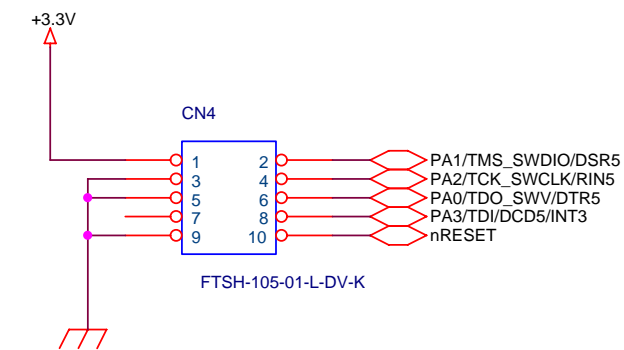 +3.3V
CN4
1 2 PA1/TMS_SWDIO/DSR5
3 4 PA2/TCK_SWCLK/RIN5
5 6 PA0/TDO_SWV/DTR5
7 8 PA3/TDI/DCD5/INT3
9 10 nRESET
FTSH-105-01-L-DV-K